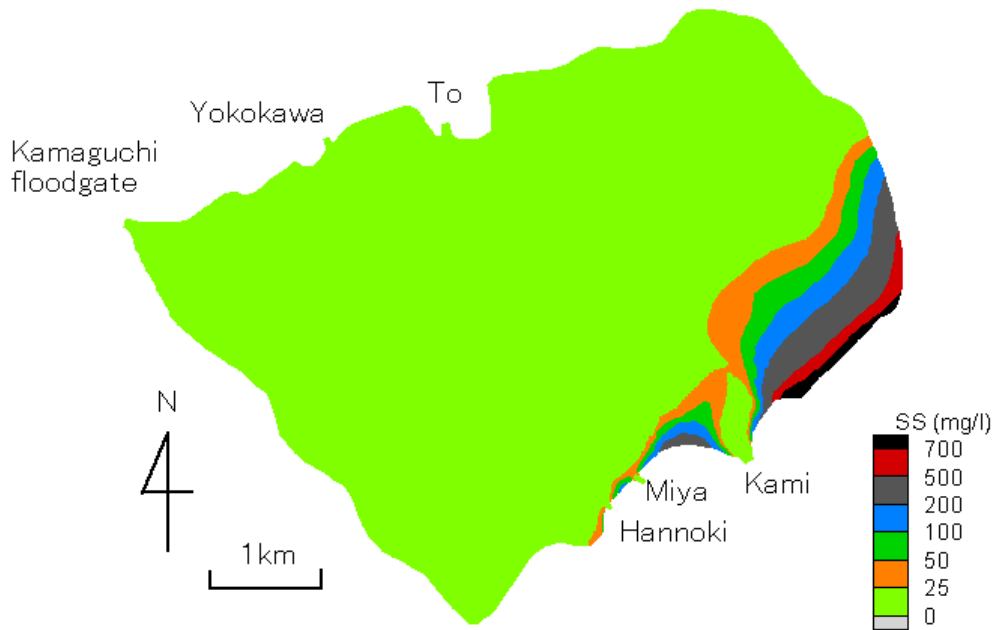 To
Yokokawa
Kamaguchi
floodgate
N
1km
Miya
Kami
Hannoki
SS (mg/l)
700
500
200
100
50
25
0